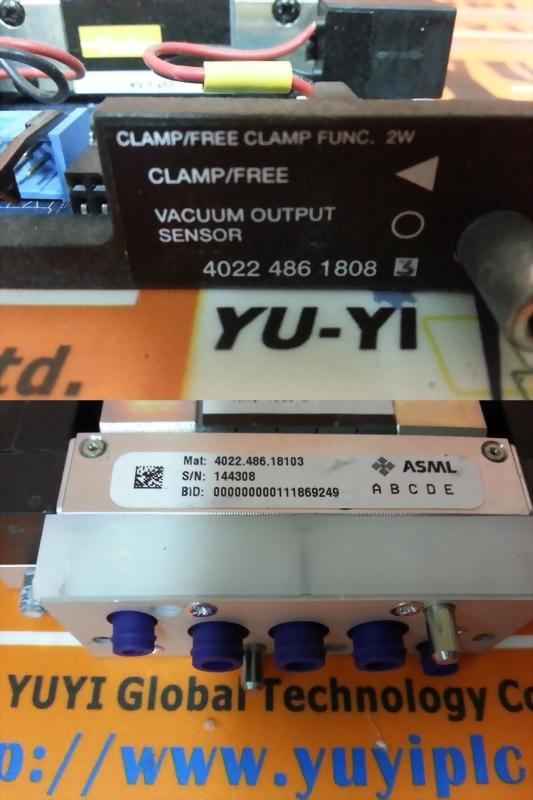 CLAMP/FREE CLAMP FUNC. 2W
CLAMP/FREE
VACUUM OUTPUT
SENSOR
4022 486 1808 3
YU-YI
td.
Mat: 4022.486.18103
S/N: 144308
BID: 000000000111869249
ASML
A B C D E
YUYI Global Technology Co
p://www.yuyiplc